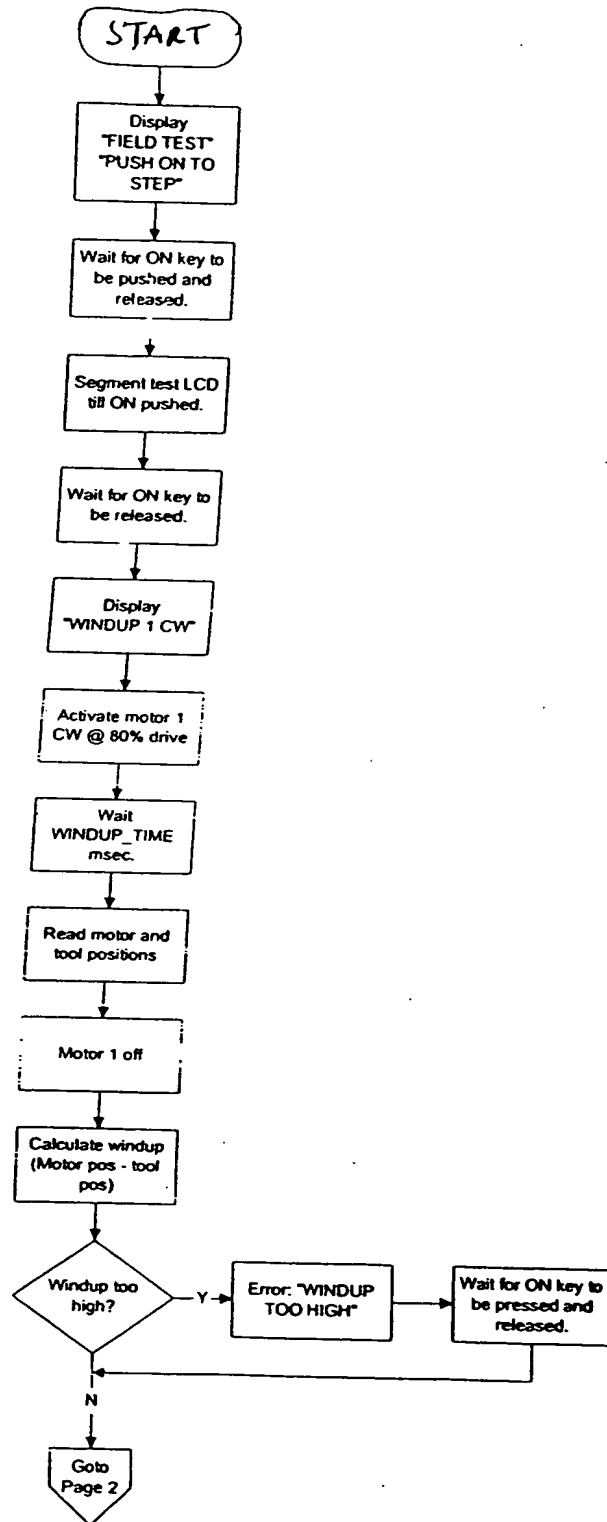 START
Display
"FIELD TEST"
"PUSH ON TO
STEP"
Wait for ON key to
be pushed and
released.
Segment test LCD
till ON pushed.
Wait for ON key to
be released.
Display
"WINDUP 1 CW"
Activate motor 1
CW @ 80% drive
Wait
WINDUP_TIME
msec.
Read motor and
tool positions
Motor 1 off
Calculate windup
(Motor pos - tool
pos)
Windup too
high?
Y
Error: "WINDUP
TOO HIGH"
Wait for ON key to
be pressed and
released.
N
Goto
Page 2